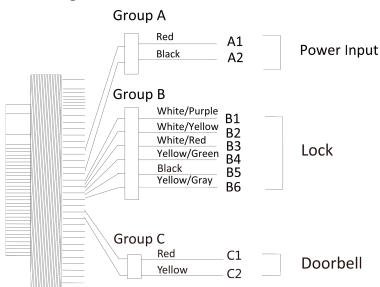 Group A
Red A1
Black A2
Power Input
Group B
White/Purple B1
White/Yellow B2
White/Red B3
Yellow/Green B4
Black B5
Yellow/Gray B6
Lock
Group C
Red C1
Yellow C2
Doorbell